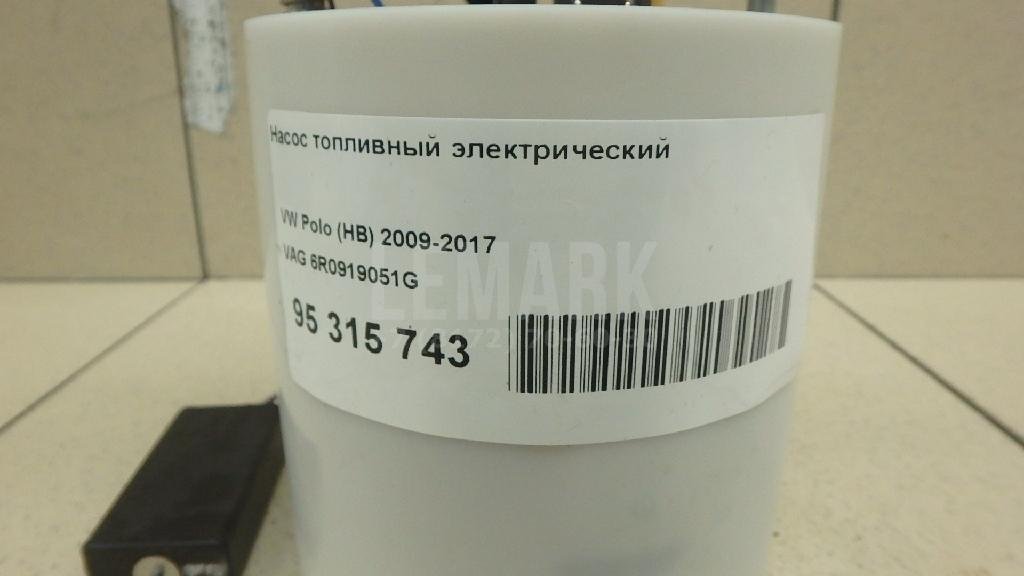 Насос топливный электрический
VW Polo (HB) 2009-2017
VAG 6R0919051G
LEMARK
95 315 743